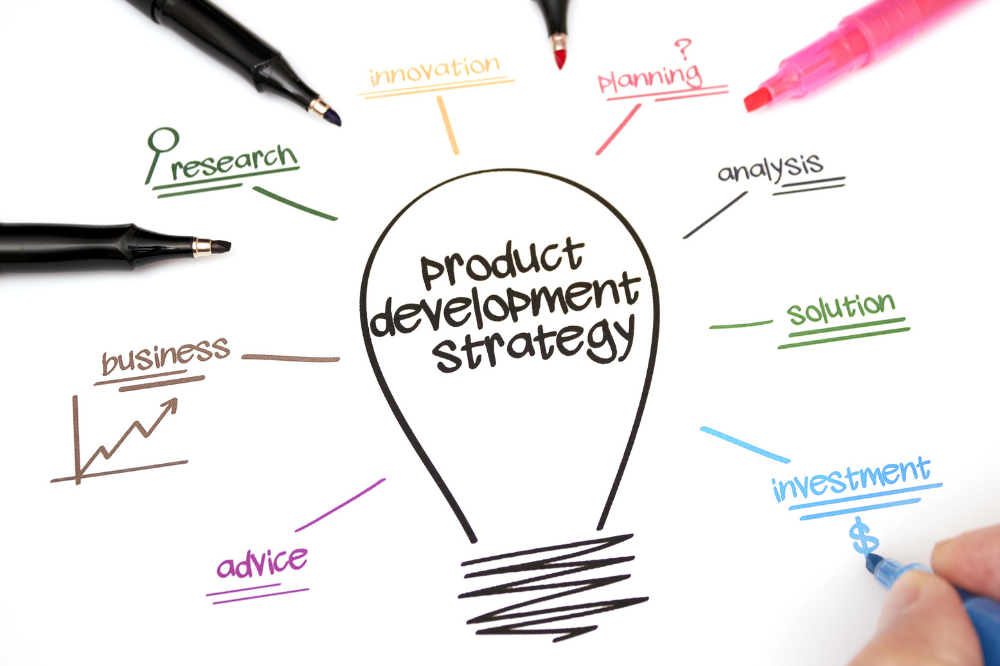 innovation
?
planning
research
analysis
product
development
strategy
solution
business
investment
$
advice